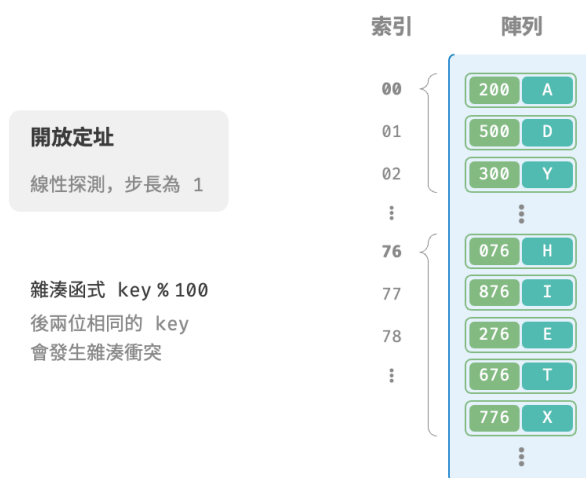 索引 陣列
00 200 A
01 500 D
02 300 Y
開放定址
線性探測，步長為 1
76 076 H
77 876 I
78 276 E
676 T
776 X
雜湊函式 key % 100
後兩位相同的 key
會發生雜湊衝突